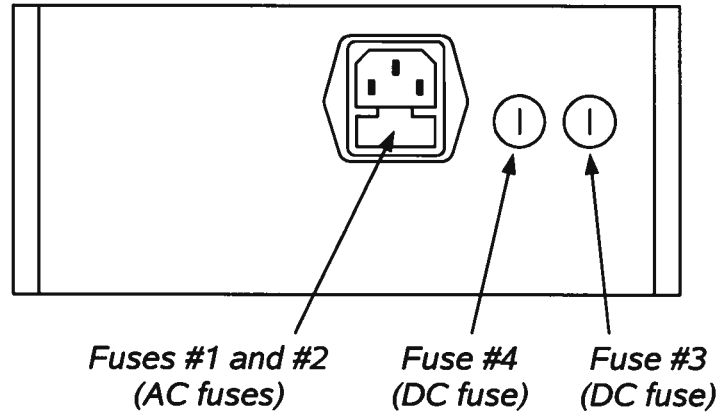 Fuses #1 and #2
(AC fuses)
Fuse #4
(DC fuse)
Fuse #3
(DC fuse)